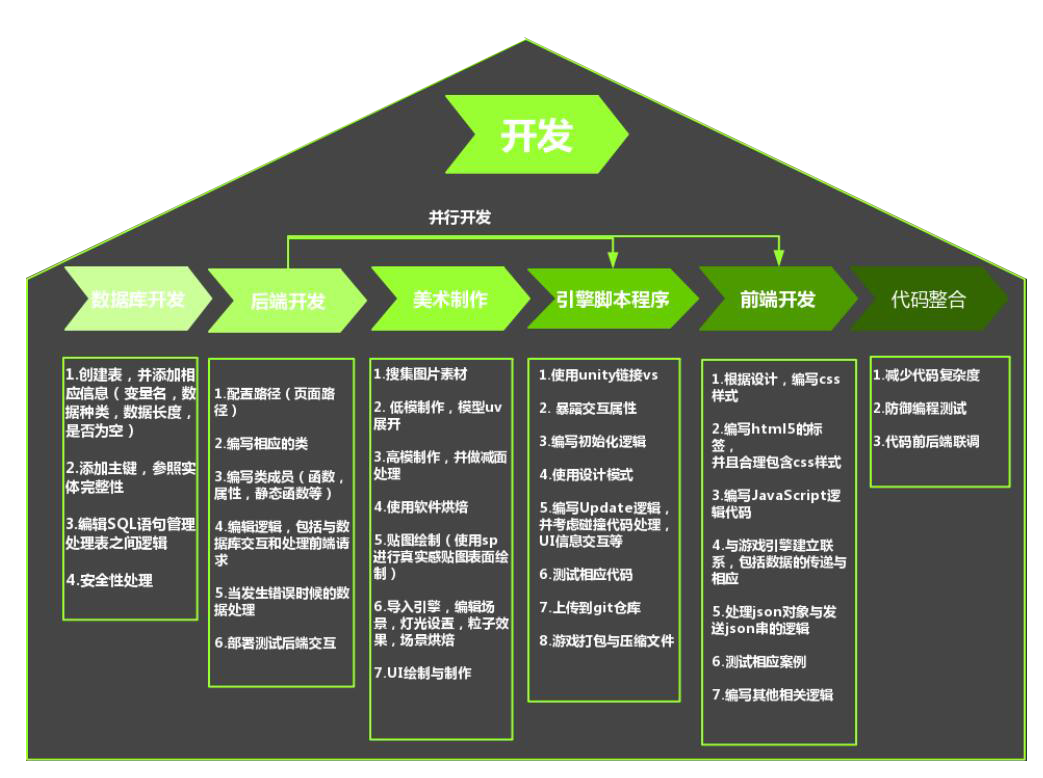 开发
并行开发
数据库开发
后端开发
美术制作
引擎脚本程序
前端开发
代码整合
1.创建表，并添加相
应信息（变量名，数
据种类，数据长度，
是否为空）
2.添加主键，参照实
体完整性
3.编辑SQL语句管理
处理表之间逻辑
4.安全性处理
1.配置路径（页面路
径）
2.编写相应的类
3.编写类成员（函数，
属性，静态函数等）
4.编辑逻辑，包括与数
据库交互和处理前端请
求
5.当发生错误时候的数
据处理
6.部署测试后端交互
1.搜集图片素材
2. 低模制作，模型uv
展开
3.高模制作，并做减面
处理
4.使用软件烘焙
5.贴图绘制（使用sp
进行真实感贴图表面绘
制）
6.导入引擎，编辑场
景，灯光设置，粒子效
果，场景烘焙
7.UI绘制与制作
1.使用unity链接vs
2. 暴露交互属性
3.编写初始化逻辑
4.使用设计模式
5.编写Update逻辑，
并考虑碰撞代码处理，
UI信息交互等
6.测试相应代码
7.上传到git仓库
8.游戏打包与压缩文件
1.根据设计，编写css
样式
2.编写html5的标
签，
并且合理包含css样式
3.编写JavaScript逻
辑代码
4.与游戏引擎建立联
系，包括数据的传递与
相应
5.处理json对象与发
送json串的逻辑
6.测试相应案例
7.编写其他相关逻辑
1.减少代码复杂度
2.防御编程测试
3.代码前后端联调